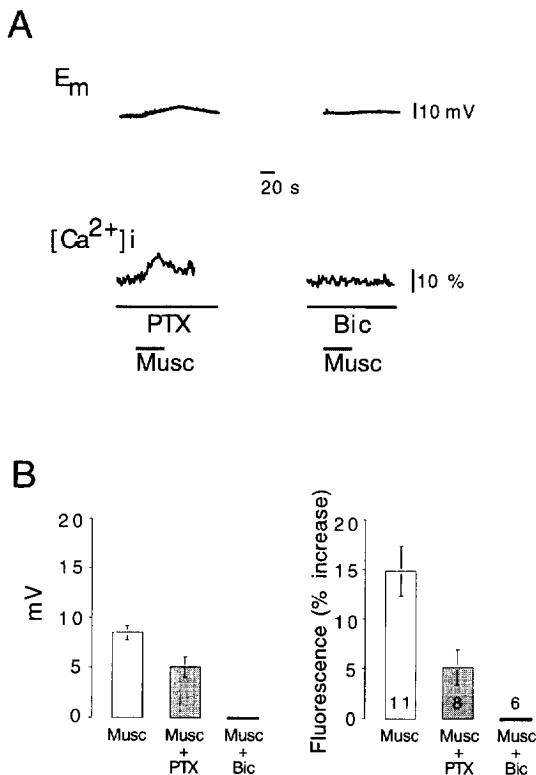 A
Em
10 mV
20 s
[Ca2+]i
10 %
PTX
Bic
Musc
Musc
B
mV
20
15
10
5
0
Musc
Musc
+
PTX
Musc
+
Bic
Fluorescence (% increase)
20
15
10
5
0
11
8
6
Musc
Musc
+
PTX
Musc
+
Bic